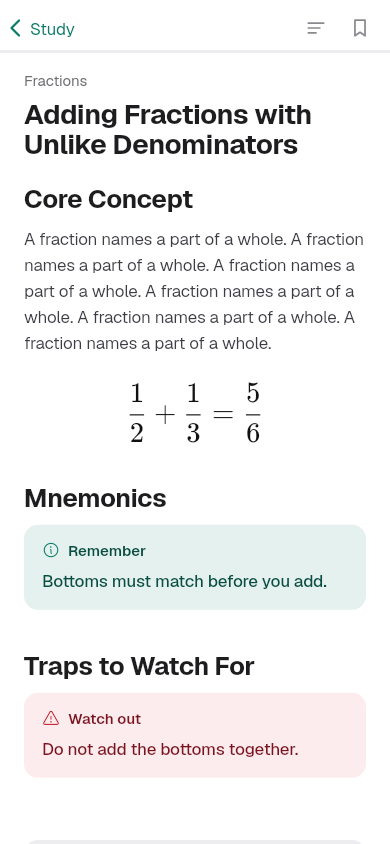 Study
Fractions
Adding Fractions with
Unlike Denominators
Core Concept
A fraction names a part of a whole. A fraction
names a part of a whole. A fraction names a
part of a whole. A fraction names a part of a
whole. A fraction names a part of a whole. A
fraction names a part of a whole.
1/2 + 1/3 = 5/6
Mnemonics
Remember
Bottoms must match before you add.
Traps to Watch For
Watch out
Do not add the bottoms together.